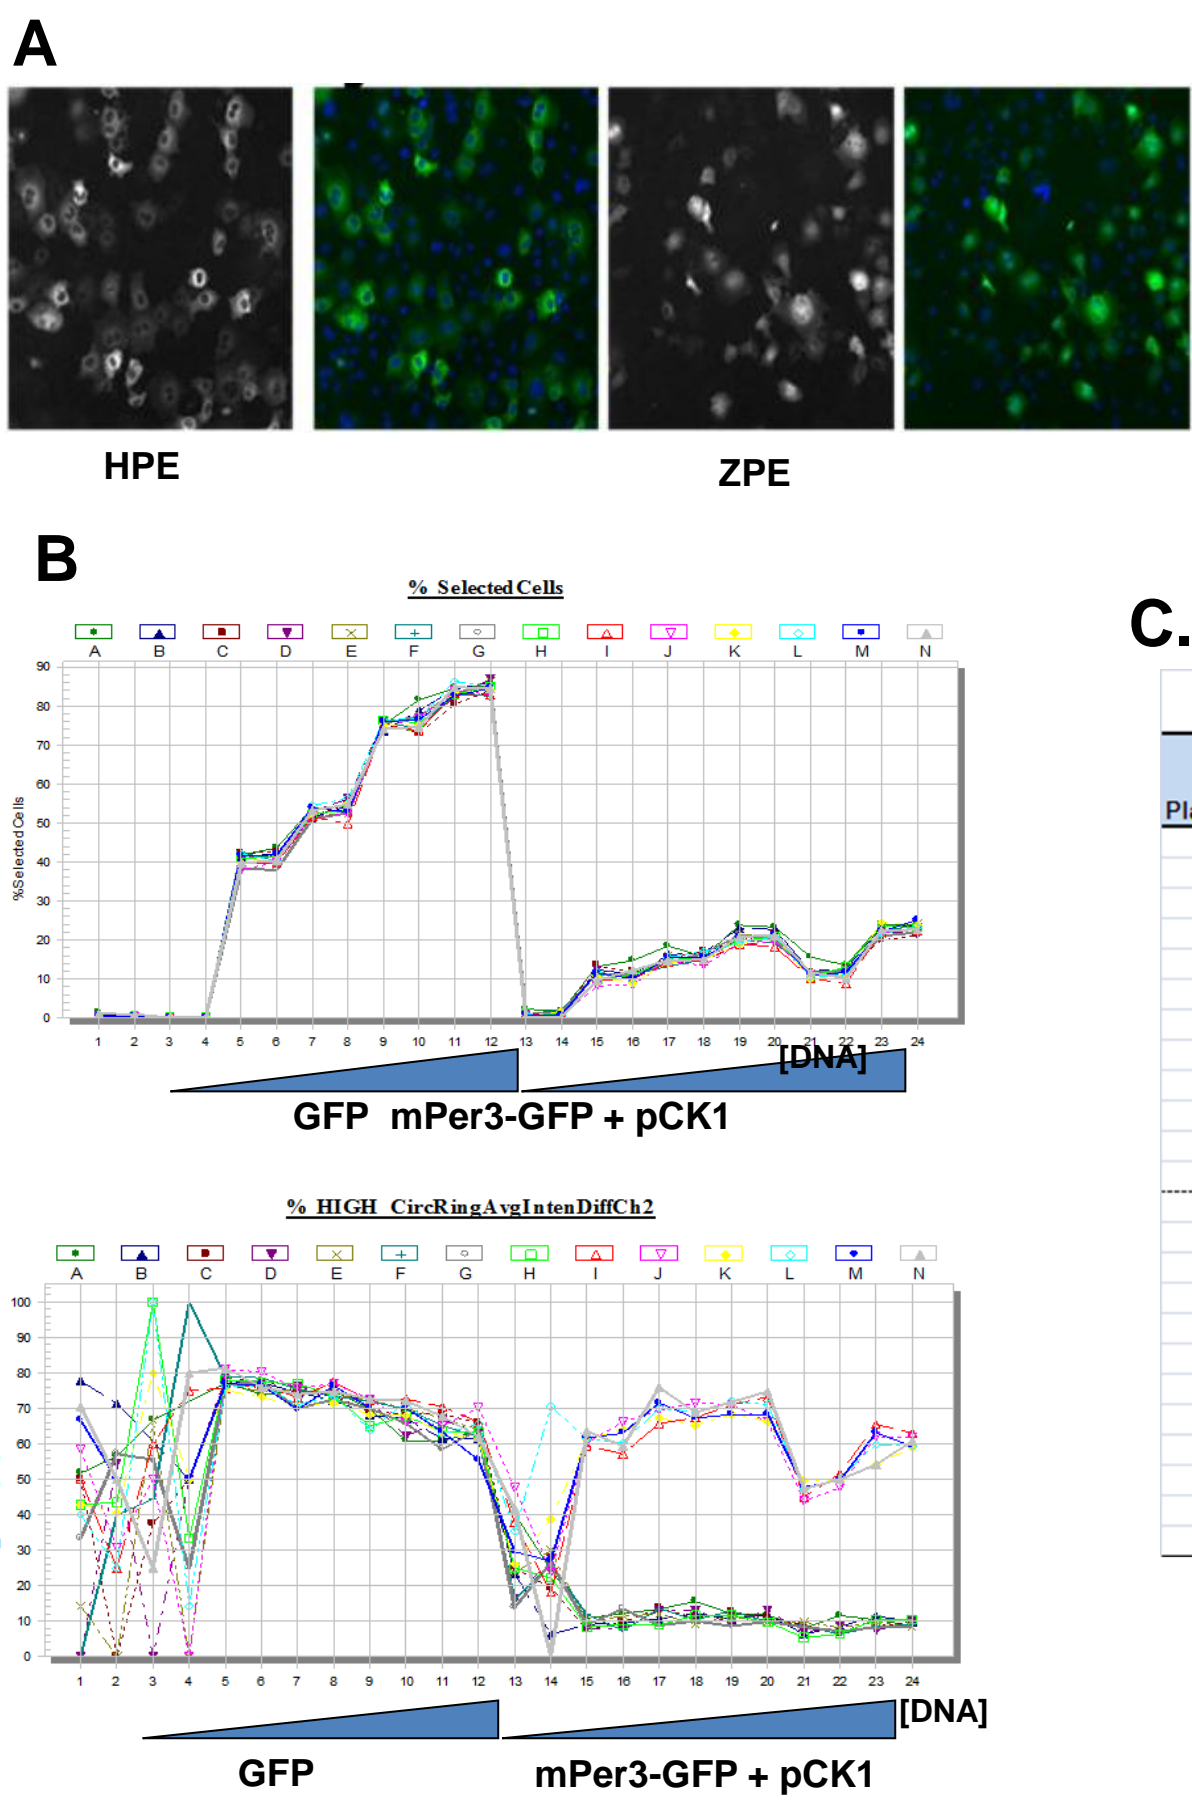 A
HPE
ZPE
B
% Selected Cells
A B C D E F G H I J K L M N
%Selected Cells
90
80
70
60
50
40
30
20
10
0
1 2 3 4 5 6 7 8 9 10 11 12 13 14 15 16 17 18 19 20 21 22 23 24
[DNA]
GFP mPer3-GFP + pCK1
C.
% HIGH_CircRingAvgIntenDiffCh2
A B C D E F G H I J K L M N
100
90
80
70
60
50
40
30
20
10
0
1 2 3 4 5 6 7 8 9 10 11 12 13 14 15 16 17 18 19 20 21 22 23 24
[DNA]
GFP mPer3-GFP + pCK1